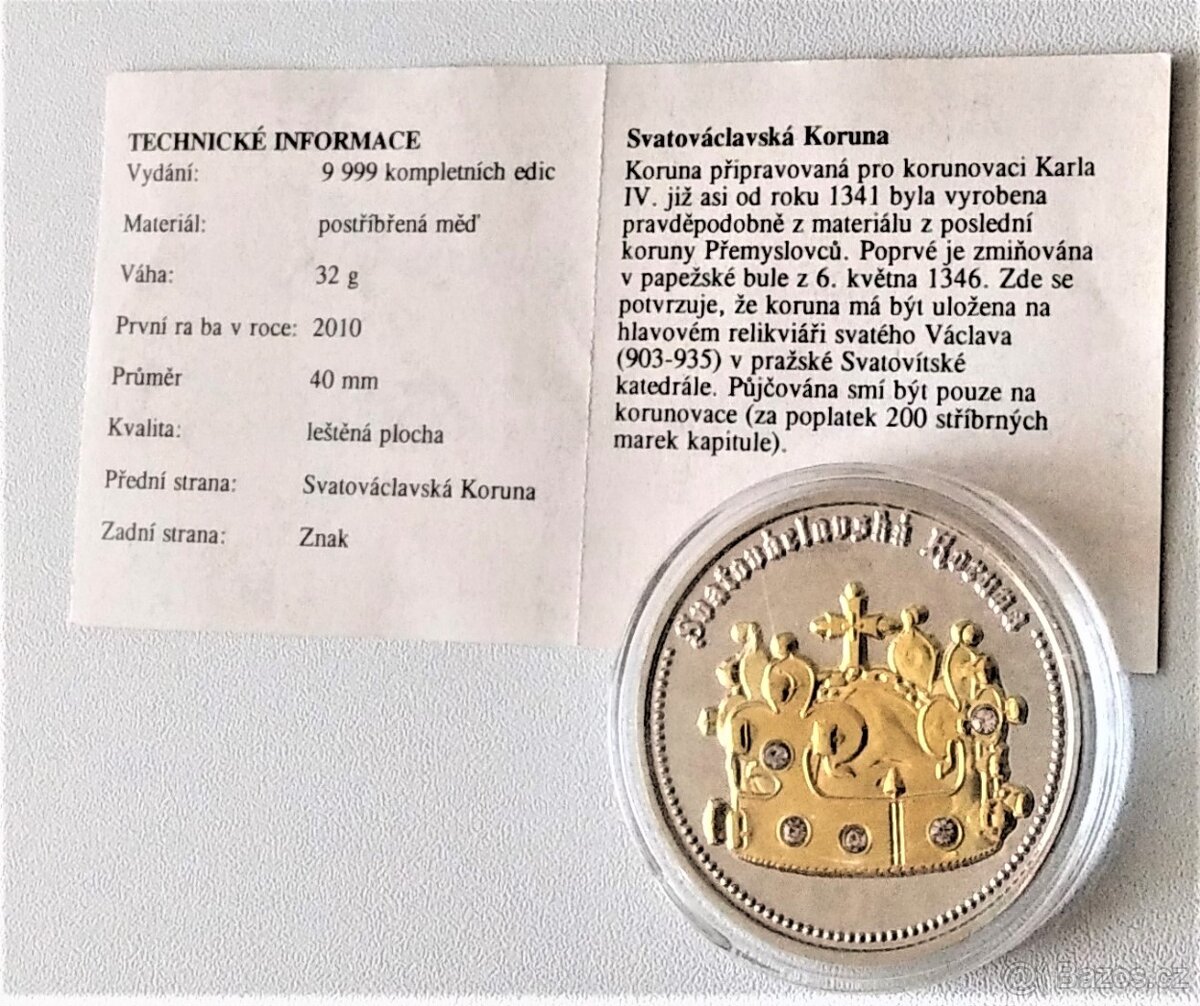 TECHNICKÉ INFORMACE
Vydání: 9 999 kompletních edic
Materiál: postříbřená měď
Váha: 32 g
První ra ba v roce: 2010
Průměr 40 mm
Kvalita: leštěná plocha
Přední strana: Svatováclavská Koruna
Zadní strana: Znak
Svatováclavská Koruna
Koruna připravovaná pro korunovaci Karla
IV. již asi od roku 1341 byla vyrobena
pravděpodobně z materiálu z poslední
koruny Přemyslovců. Poprvé je zmiňována
v papežské bule z 6. května 1346. Zde se
potvrzuje, že koruna má být uložena na
hlavovém relikviáři svatého Václava
(903-935) v pražské Svatovítské
katedrále. Půjčována smí být pouze na
korunovace (za poplatek 200 stříbrných
marek kapitule).
Svatováclavská Koruna
© Bazoš.cz